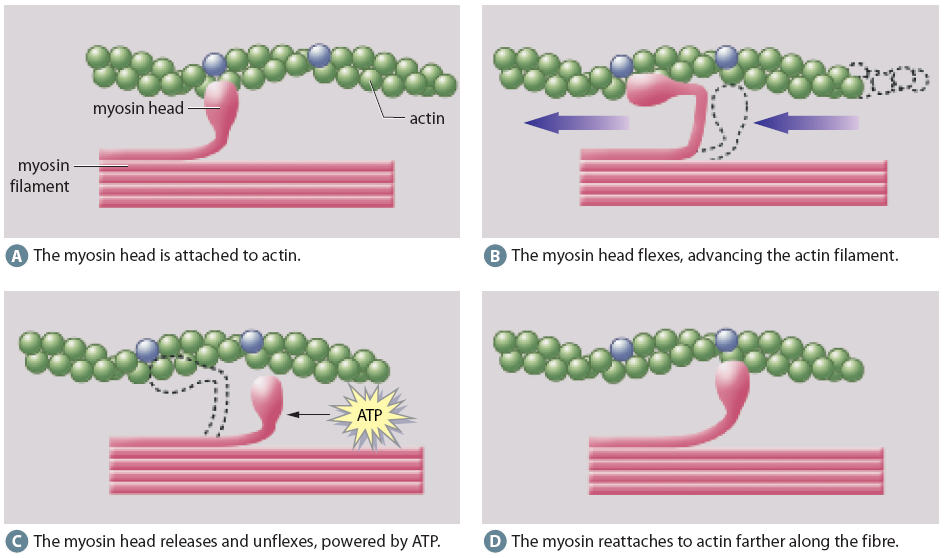 myosin head
actin
myosin
filament
A The myosin head is attached to actin.
B The myosin head flexes, advancing the actin filament.
ATP
C The myosin head releases and unflexes, powered by ATP.
D The myosin reattaches to actin farther along the fibre.